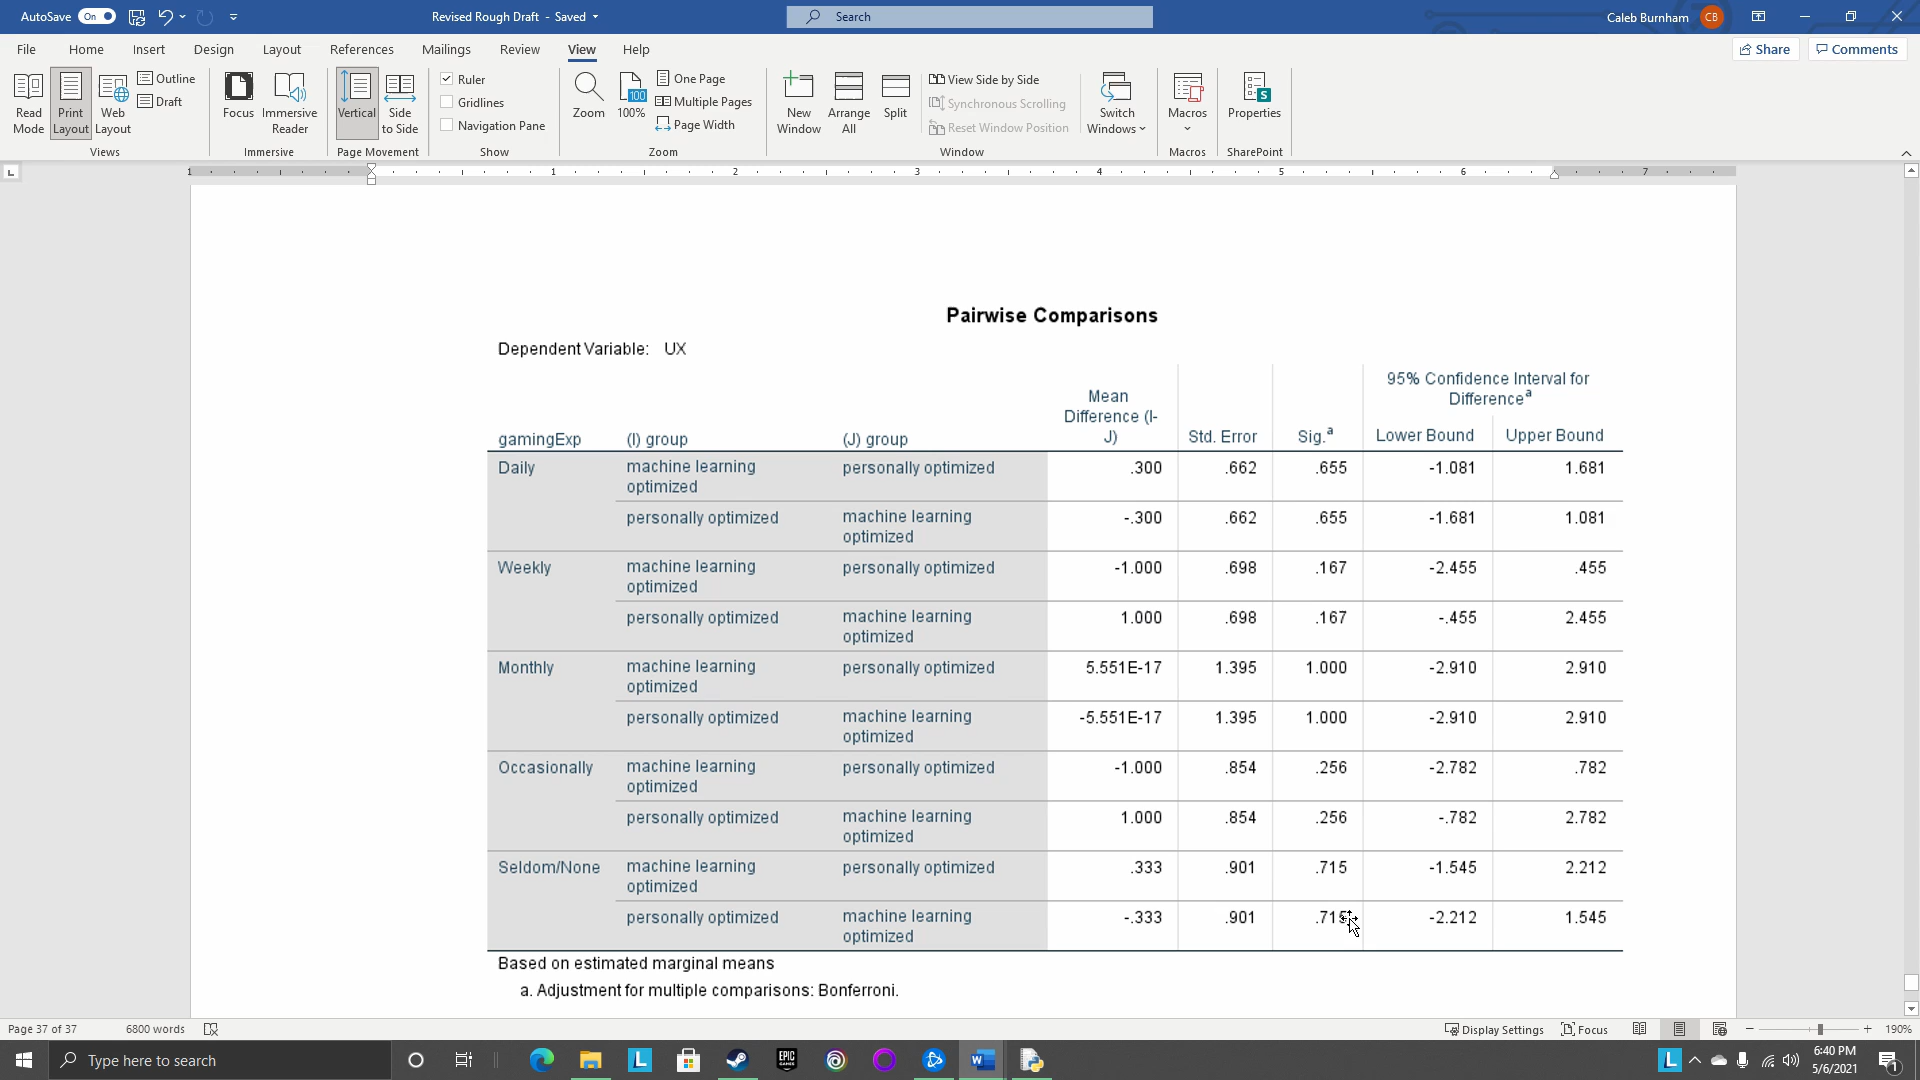 AutoSave On Revised Rough Draft - Saved Search Caleb Burnham CB
File Home Insert Design Layout References Mailings Review View Help Share Comments
Read Mode
Print Layout
Web Layout
Outline
Draft
Views
Focus
Immersive Reader
Immersive
Vertical
Side to Side
Page Movement
Ruler
Gridlines
Navigation Pane
Show
Zoom
100
100%
One Page
Multiple Pages
Page Width
Zoom
New Window
Arrange All
Split
View Side by Side
Synchronous Scrolling
Reset Window Position
Switch Windows
Window
Macros
Macros
Properties
SharePoint
1 1 2 3 4 5 6 7
Pairwise Comparisons
Dependent Variable: UX
95% Confidence Interval for
Difference a
Mean
Difference (I-
J)
gamingExp (I) group (J) group Std. Error Sig. a Lower Bound Upper Bound
Daily machine learning personally optimized .300 .662 .655 -1.081 1.681
optimized
personally optimized machine learning -.300 .662 .655 -1.681 1.081
optimized
Weekly machine learning personally optimized -1.000 .698 .167 -2.455 .455
optimized
personally optimized machine learning 1.000 .698 .167 -.455 2.455
optimized
Monthly machine learning personally optimized 5.551E-17 1.395 1.000 -2.910 2.910
optimized
personally optimized machine learning -5.551E-17 1.395 1.000 -2.910 2.910
optimized
Occasionally machine learning personally optimized -1.000 .854 .256 -2.782 .782
optimized
personally optimized machine learning 1.000 .854 .256 -.782 2.782
optimized
Seldom/None machine learning personally optimized .333 .901 .715 -1.545 2.212
optimized
personally optimized machine learning -.333 .901 .715 -2.212 1.545
optimized
Based on estimated marginal means
a. Adjustment for multiple comparisons: Bonferroni.
Page 37 of 37 6800 words Display Settings Focus 190%
Type here to search
EPIC GAMES
6:40 PM
5/6/2021
1